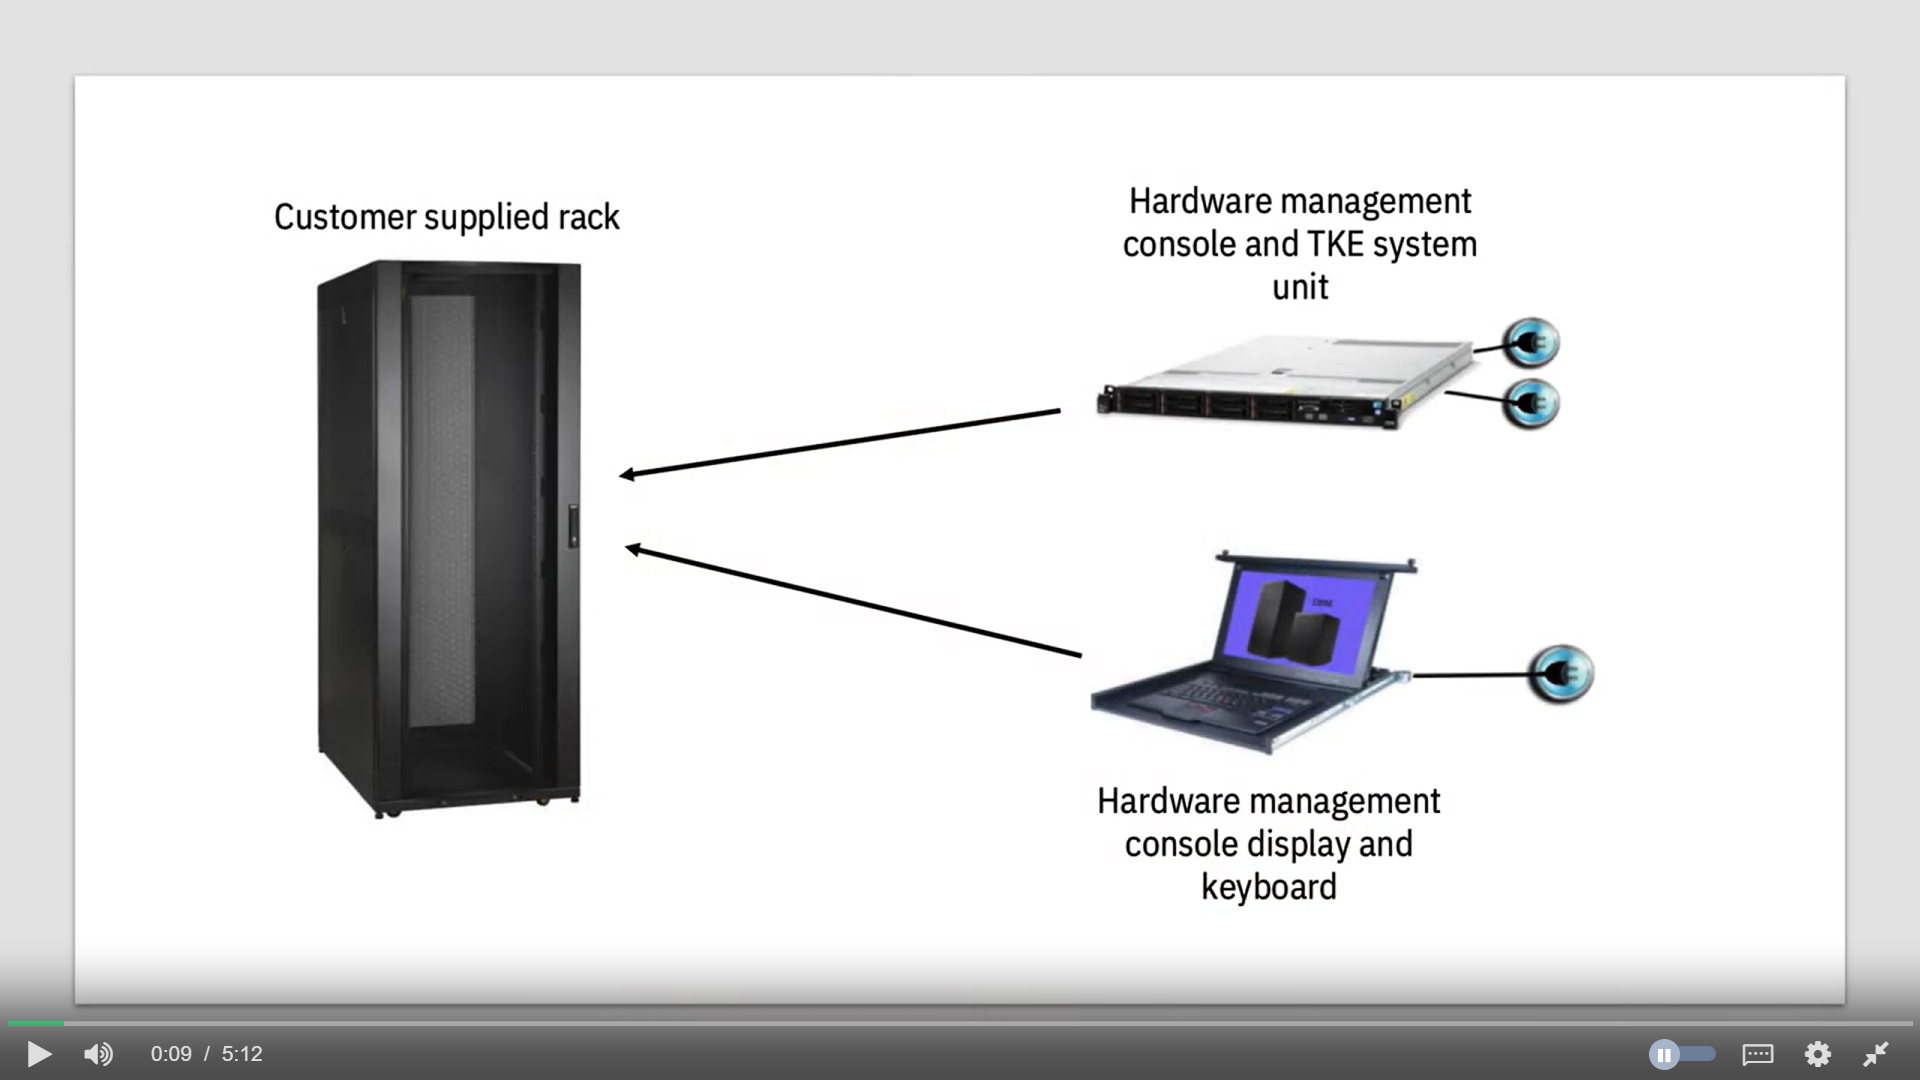 Customer supplied rack
Hardware management
console and TKE system
unit
IBM
Hardware management
console display and
keyboard
0:09 / 5:12